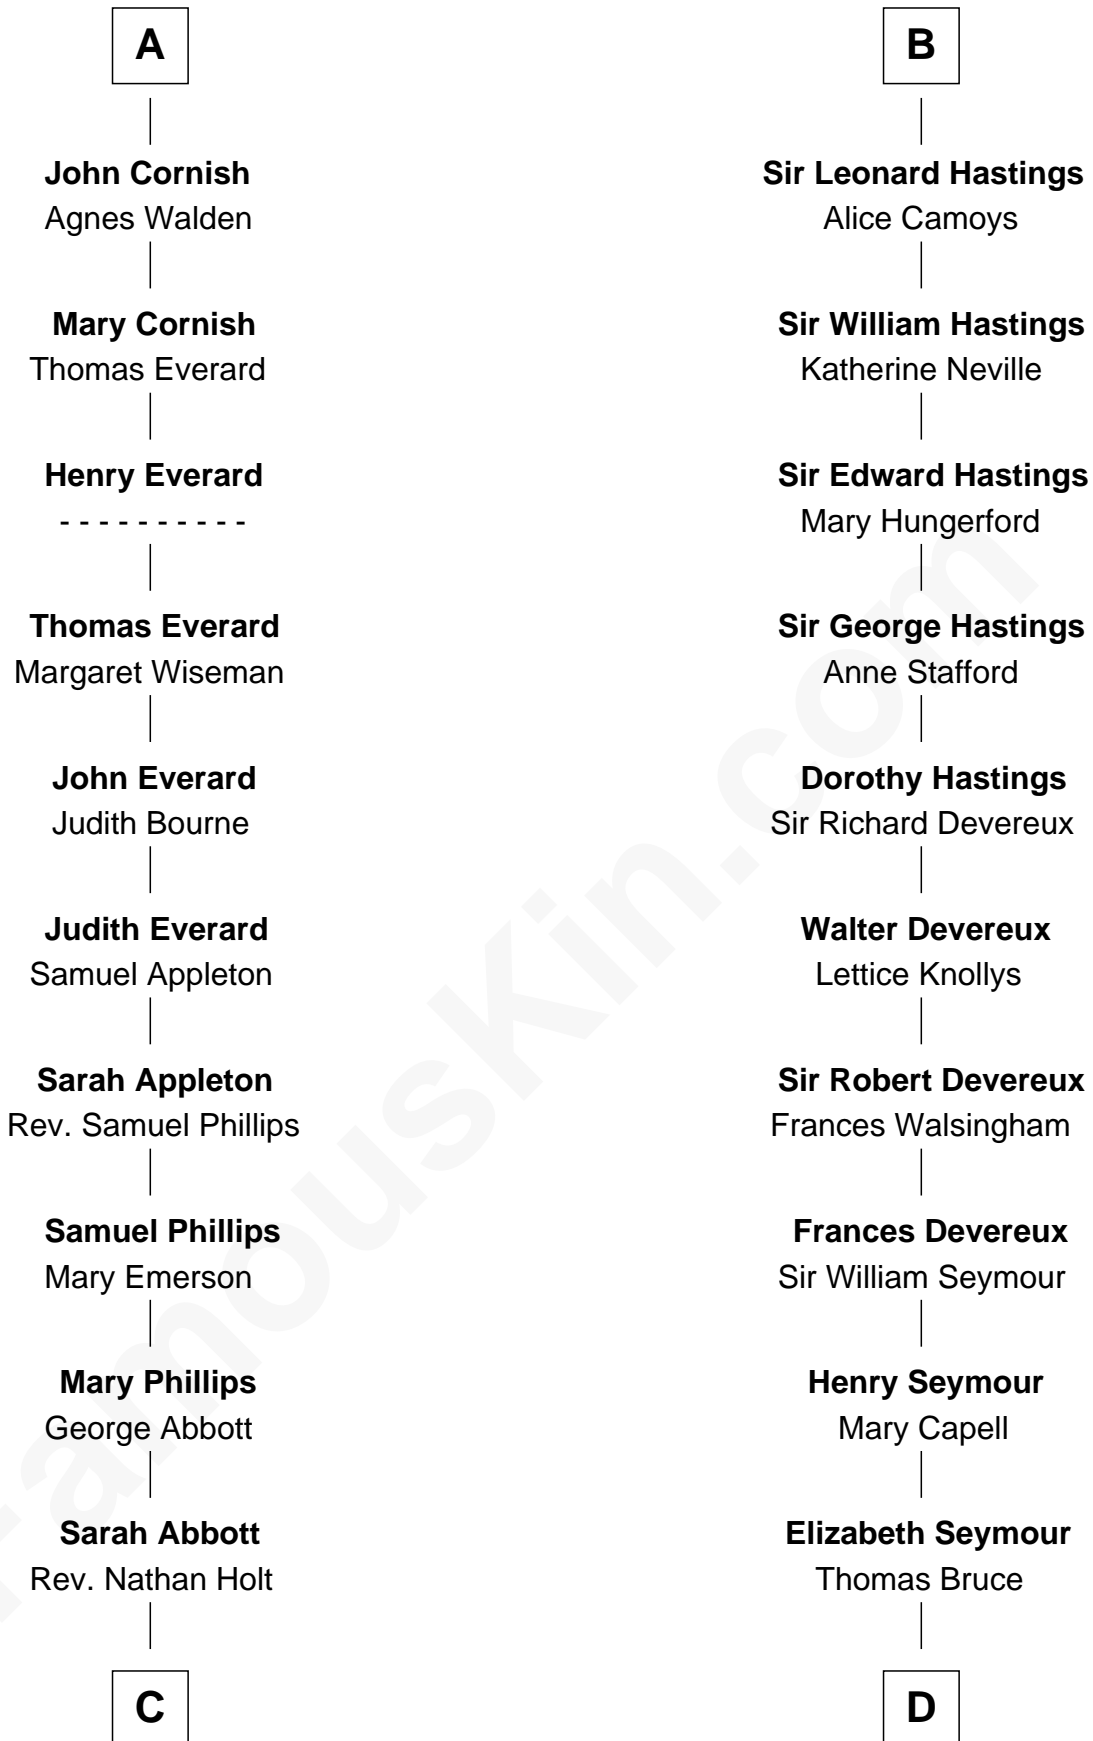 A
John Cornish
Agnes Walden
Mary Cornish
Thomas Everard
Henry Everard
- - - - - - - - - -
Thomas Everard
Margaret Wiseman
John Everard
Judith Bourne
Judith Everard
Samuel Appleton
Sarah Appleton
Rev. Samuel Phillips
Samuel Phillips
Mary Emerson
Mary Phillips
George Abbott
Sarah Abbott
Rev. Nathan Holt
C
B
Sir Leonard Hastings
Alice Camoys
Sir William Hastings
Katherine Neville
Sir Edward Hastings
Mary Hungerford
Sir George Hastings
Anne Stafford
Dorothy Hastings
Sir Richard Devereux
Walter Devereux
Lettice Knollys
Sir Robert Devereux
Frances Walsingham
Frances Devereux
Sir William Seymour
Henry Seymour
Mary Capell
Elizabeth Seymour
Thomas Bruce
D
FamousKin.com